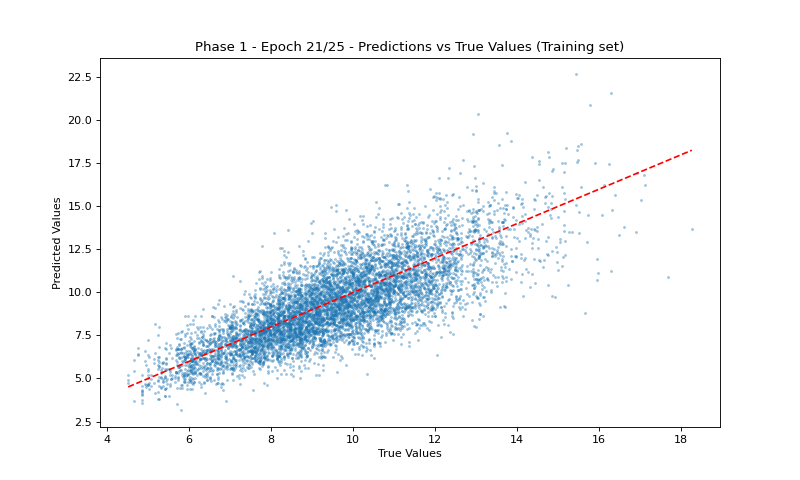 Phase 1 - Epoch 21/25 - Predictions vs True Values (Training set)
22.5
20.0
17.5
15.0
12.5
10.0
7.5
5.0
2.5
Predicted Values
4 6 8 10 12 14 16 18
True Values